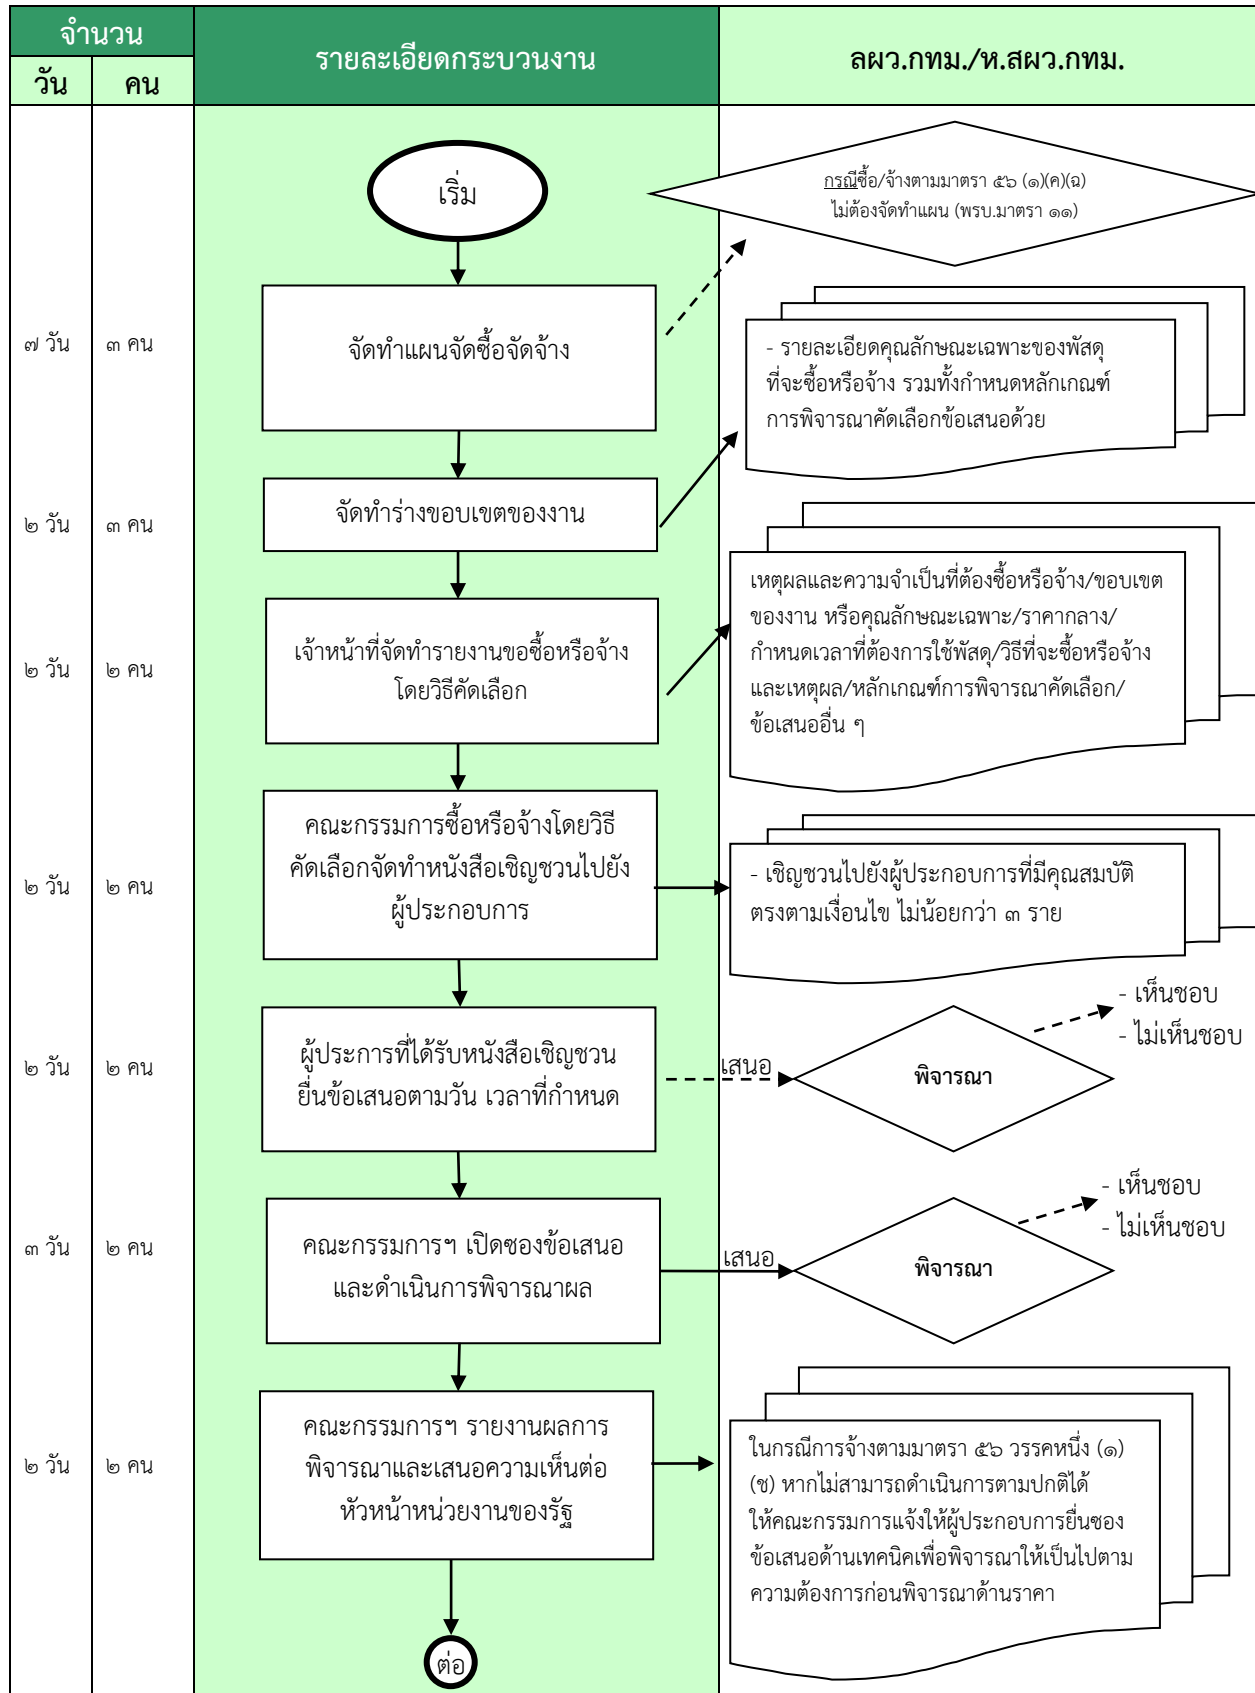 จำนวน
วัน
คน
รายละเอียดกระบวนงาน
ลผว.กทม./ห.สผว.กทม.
เริ่ม
กรณีซื้อ/จ้างตามมาตรา ๕๖ (๑)(ค)(ฉ)
ไม่ต้องจัดทำแผน (พรบ.มาตรา ๑๑)
๗ วัน
๓ คน
จัดทำแผนจัดซื้อจัดจ้าง
- รายละเอียดคุณลักษณะเฉพาะของพัสดุ
ที่จะซื้อหรือจ้าง รวมทั้งกำหนดหลักเกณฑ์
การพิจารณาคัดเลือกข้อเสนอด้วย
๒ วัน
๓ คน
จัดทำร่างขอบเขตของงาน
๒ วัน
๒ คน
เจ้าหน้าที่จัดทำรายงานขอซื้อหรือจ้าง
โดยวิธีคัดเลือก
เหตุผลและความจำเป็นที่ต้องซื้อหรือจ้าง/ขอบเขต
ของงาน หรือคุณลักษณะเฉพาะ/ราคากลาง/
กำหนดเวลาที่ต้องการใช้พัสดุ/วิธีที่จะซื้อหรือจ้าง
และเหตุผล/หลักเกณฑ์การพิจารณาคัดเลือก/
ข้อเสนออื่น ๆ
๒ วัน
๒ คน
คณะกรรมการซื้อหรือจ้างโดยวิธี
คัดเลือกจัดทำหนังสือเชิญชวนไปยัง
ผู้ประกอบการ
- เชิญชวนไปยังผู้ประกอบการที่มีคุณสมบัติ
ตรงตามเงื่อนไข ไม่น้อยกว่า ๓ ราย
๒ วัน
๒ คน
ผู้ประการที่ได้รับหนังสือเชิญชวน
ยื่นข้อเสนอตามวัน เวลาที่กำหนด
เสนอ
พิจารณา
- เห็นชอบ
- ไม่เห็นชอบ
๓ วัน
๒ คน
คณะกรรมการฯ เปิดซองข้อเสนอ
และดำเนินการพิจารณาผล
เสนอ
พิจารณา
- เห็นชอบ
- ไม่เห็นชอบ
๒ วัน
๒ คน
คณะกรรมการฯ รายงานผลการ
พิจารณาและเสนอความเห็นต่อ
หัวหน้าหน่วยงานของรัฐ
ในกรณีการจ้างตามมาตรา ๕๖ วรรคหนึ่ง (๑)
(ช) หากไม่สามารถดำเนินการตามปกติได้
ให้คณะกรรมการแจ้งให้ผู้ประกอบการยื่นซอง
ข้อเสนอด้านเทคนิคเพื่อพิจารณาให้เป็นไปตาม
ความต้องการก่อนพิจารณาด้านราคา
ต่อ